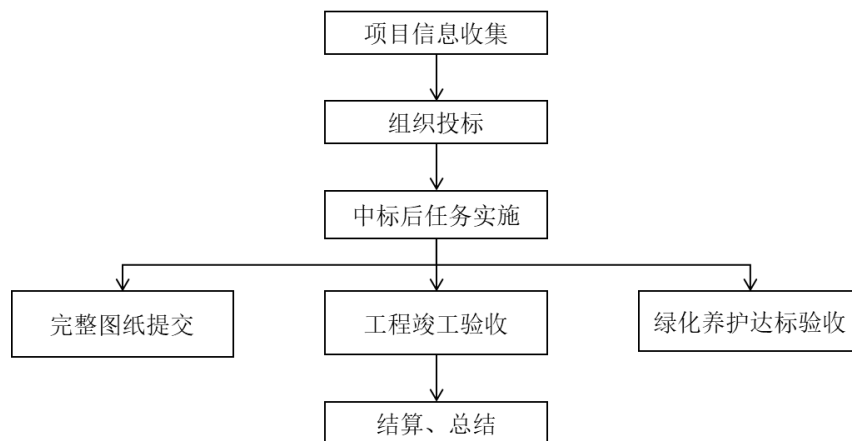 项目信息收集
组织投标
中标后任务实施
完整图纸提交
工程竣工验收
绿化养护达标验收
结算、总结